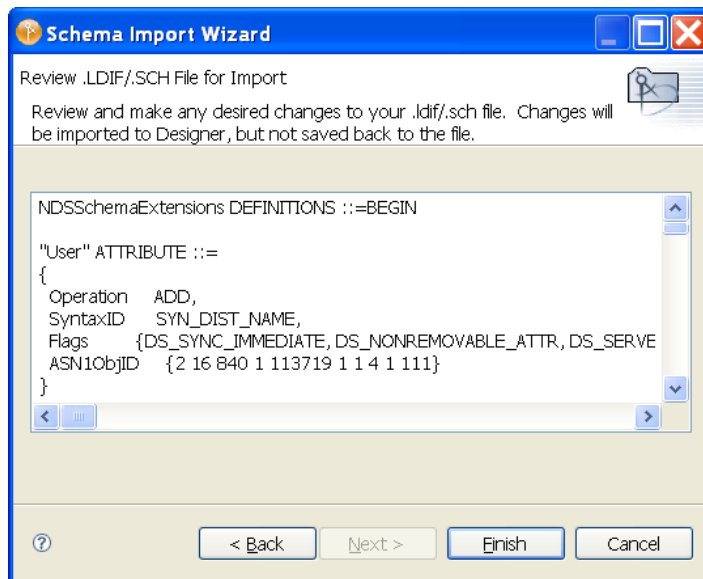 Schema Import Wizard
Review .LDIF/.SCH File for Import
Review and make any desired changes to your .ldif/.sch file. Changes will
be imported to Designer, but not saved back to the file.
NDSSchemaExtensions DEFINITIONS ::=BEGIN
"User" ATTRIBUTE ::=
{
Operation ADD,
SyntaxID SYN_DIST_NAME,
Flags {DS_SYNC_IMMEDIATE, DS_NONREMOVABLE_ATTR, DS_SERVE
ASN1ObjID {2 16 840 1 113719 1 1 4 1 111}
}
< Back Next > Finish Cancel